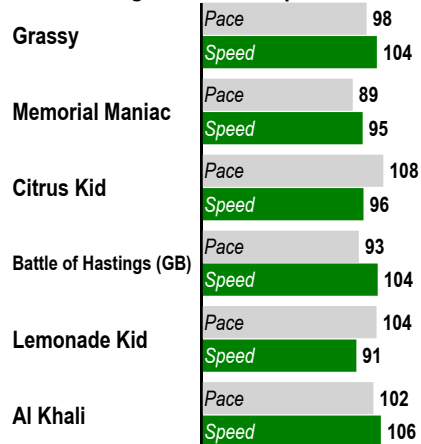 Grassy
Pace 98
Speed 104
Memorial Maniac
Pace 89
Speed 95
Citrus Kid
Pace 108
Speed 96
Battle of Hastings (GB)
Pace 93
Speed 104
Lemonade Kid
Pace 104
Speed 91
Al Khali
Pace 102
Speed 106